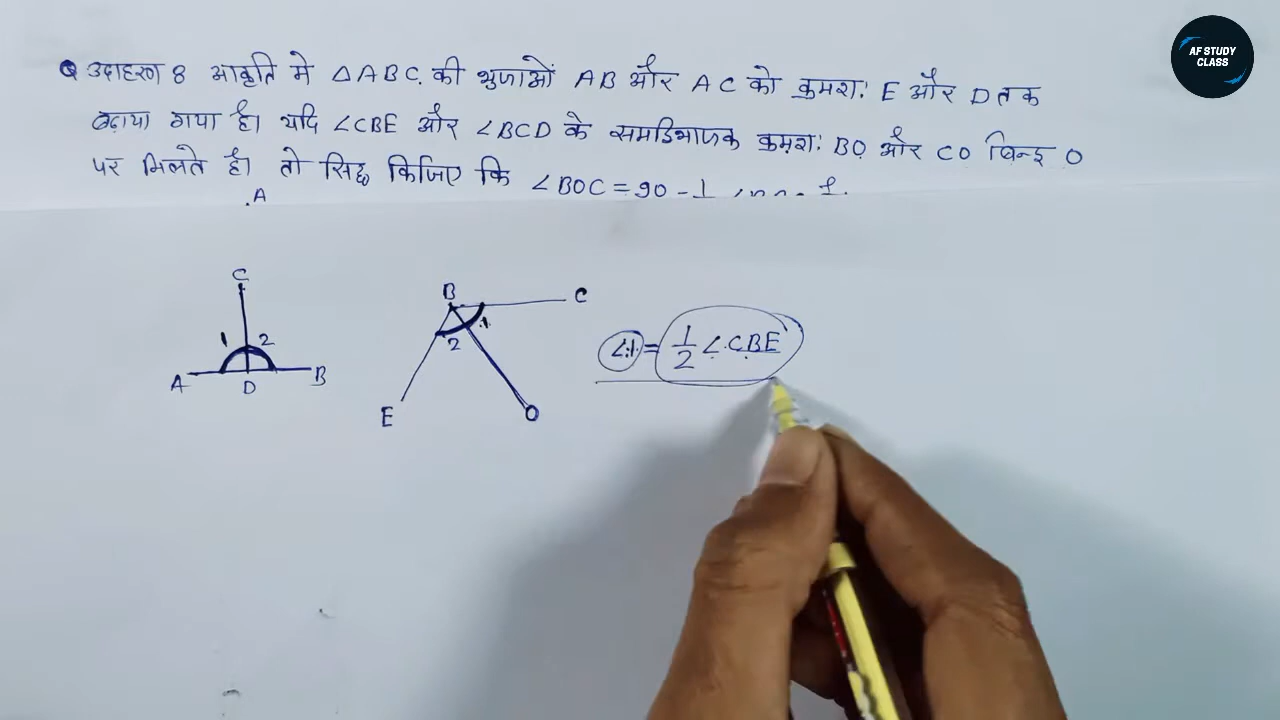 AF STUDY
CLASS
Q उदाहरण 8 आकृति मे △ABC की भुजाओं AB और AC को क्रमश: E और D तक
बढ़ाया गया है। यदि ∠CBE और ∠BCD के समद्विभाजक क्रमश: BO और CO बिन्दु O
पर मिलते है। तो सिद्ध किजिए कि ∠BOC = 90 - 1
A
C
1 2
A D B
B C
1
2
E O
∠1 = 1/2 ∠CBE